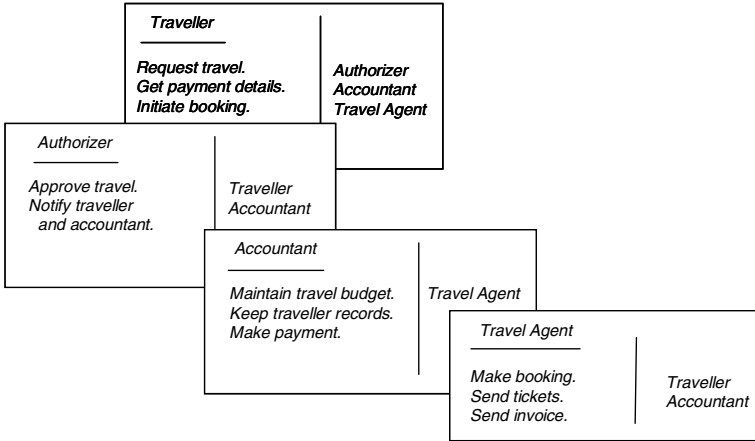 Traveller
Request travel.
Get payment details.
Initiate booking.
Authorizer
Accountant
Travel Agent
Authorizer
Approve travel.
Notify traveller
and accountant.
Traveller
Accountant
Accountant
Maintain travel budget.
Keep traveller records.
Make payment.
Travel Agent
Travel Agent
Make booking.
Send tickets.
Send invoice.
Traveller
Accountant